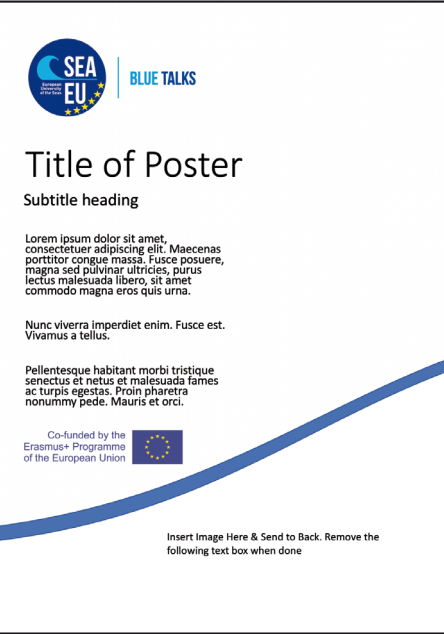 SEA
EU
European
University
of the Seas
BLUE TALKS
Title of Poster
Subtitle heading
Lorem ipsum dolor sit amet,
consectetuer adipiscing elit. Maecenas
porttitor congue massa. Fusce posuere,
magna sed pulvinar ultricies, purus
lectus malesuada libero, sit amet
commodo magna eros quis urna.
Nunc viverra imperdiet enim. Fusce est.
Vivamus a tellus.
Pellentesque habitant morbi tristique
senectus et netus et malesuada fames
ac turpis egestas. Proin pharetra
nonummy pede. Mauris et orci.
Co-funded by the
Erasmus+ Programme
of the European Union
Insert Image Here & Send to Back. Remove the
following text box when done